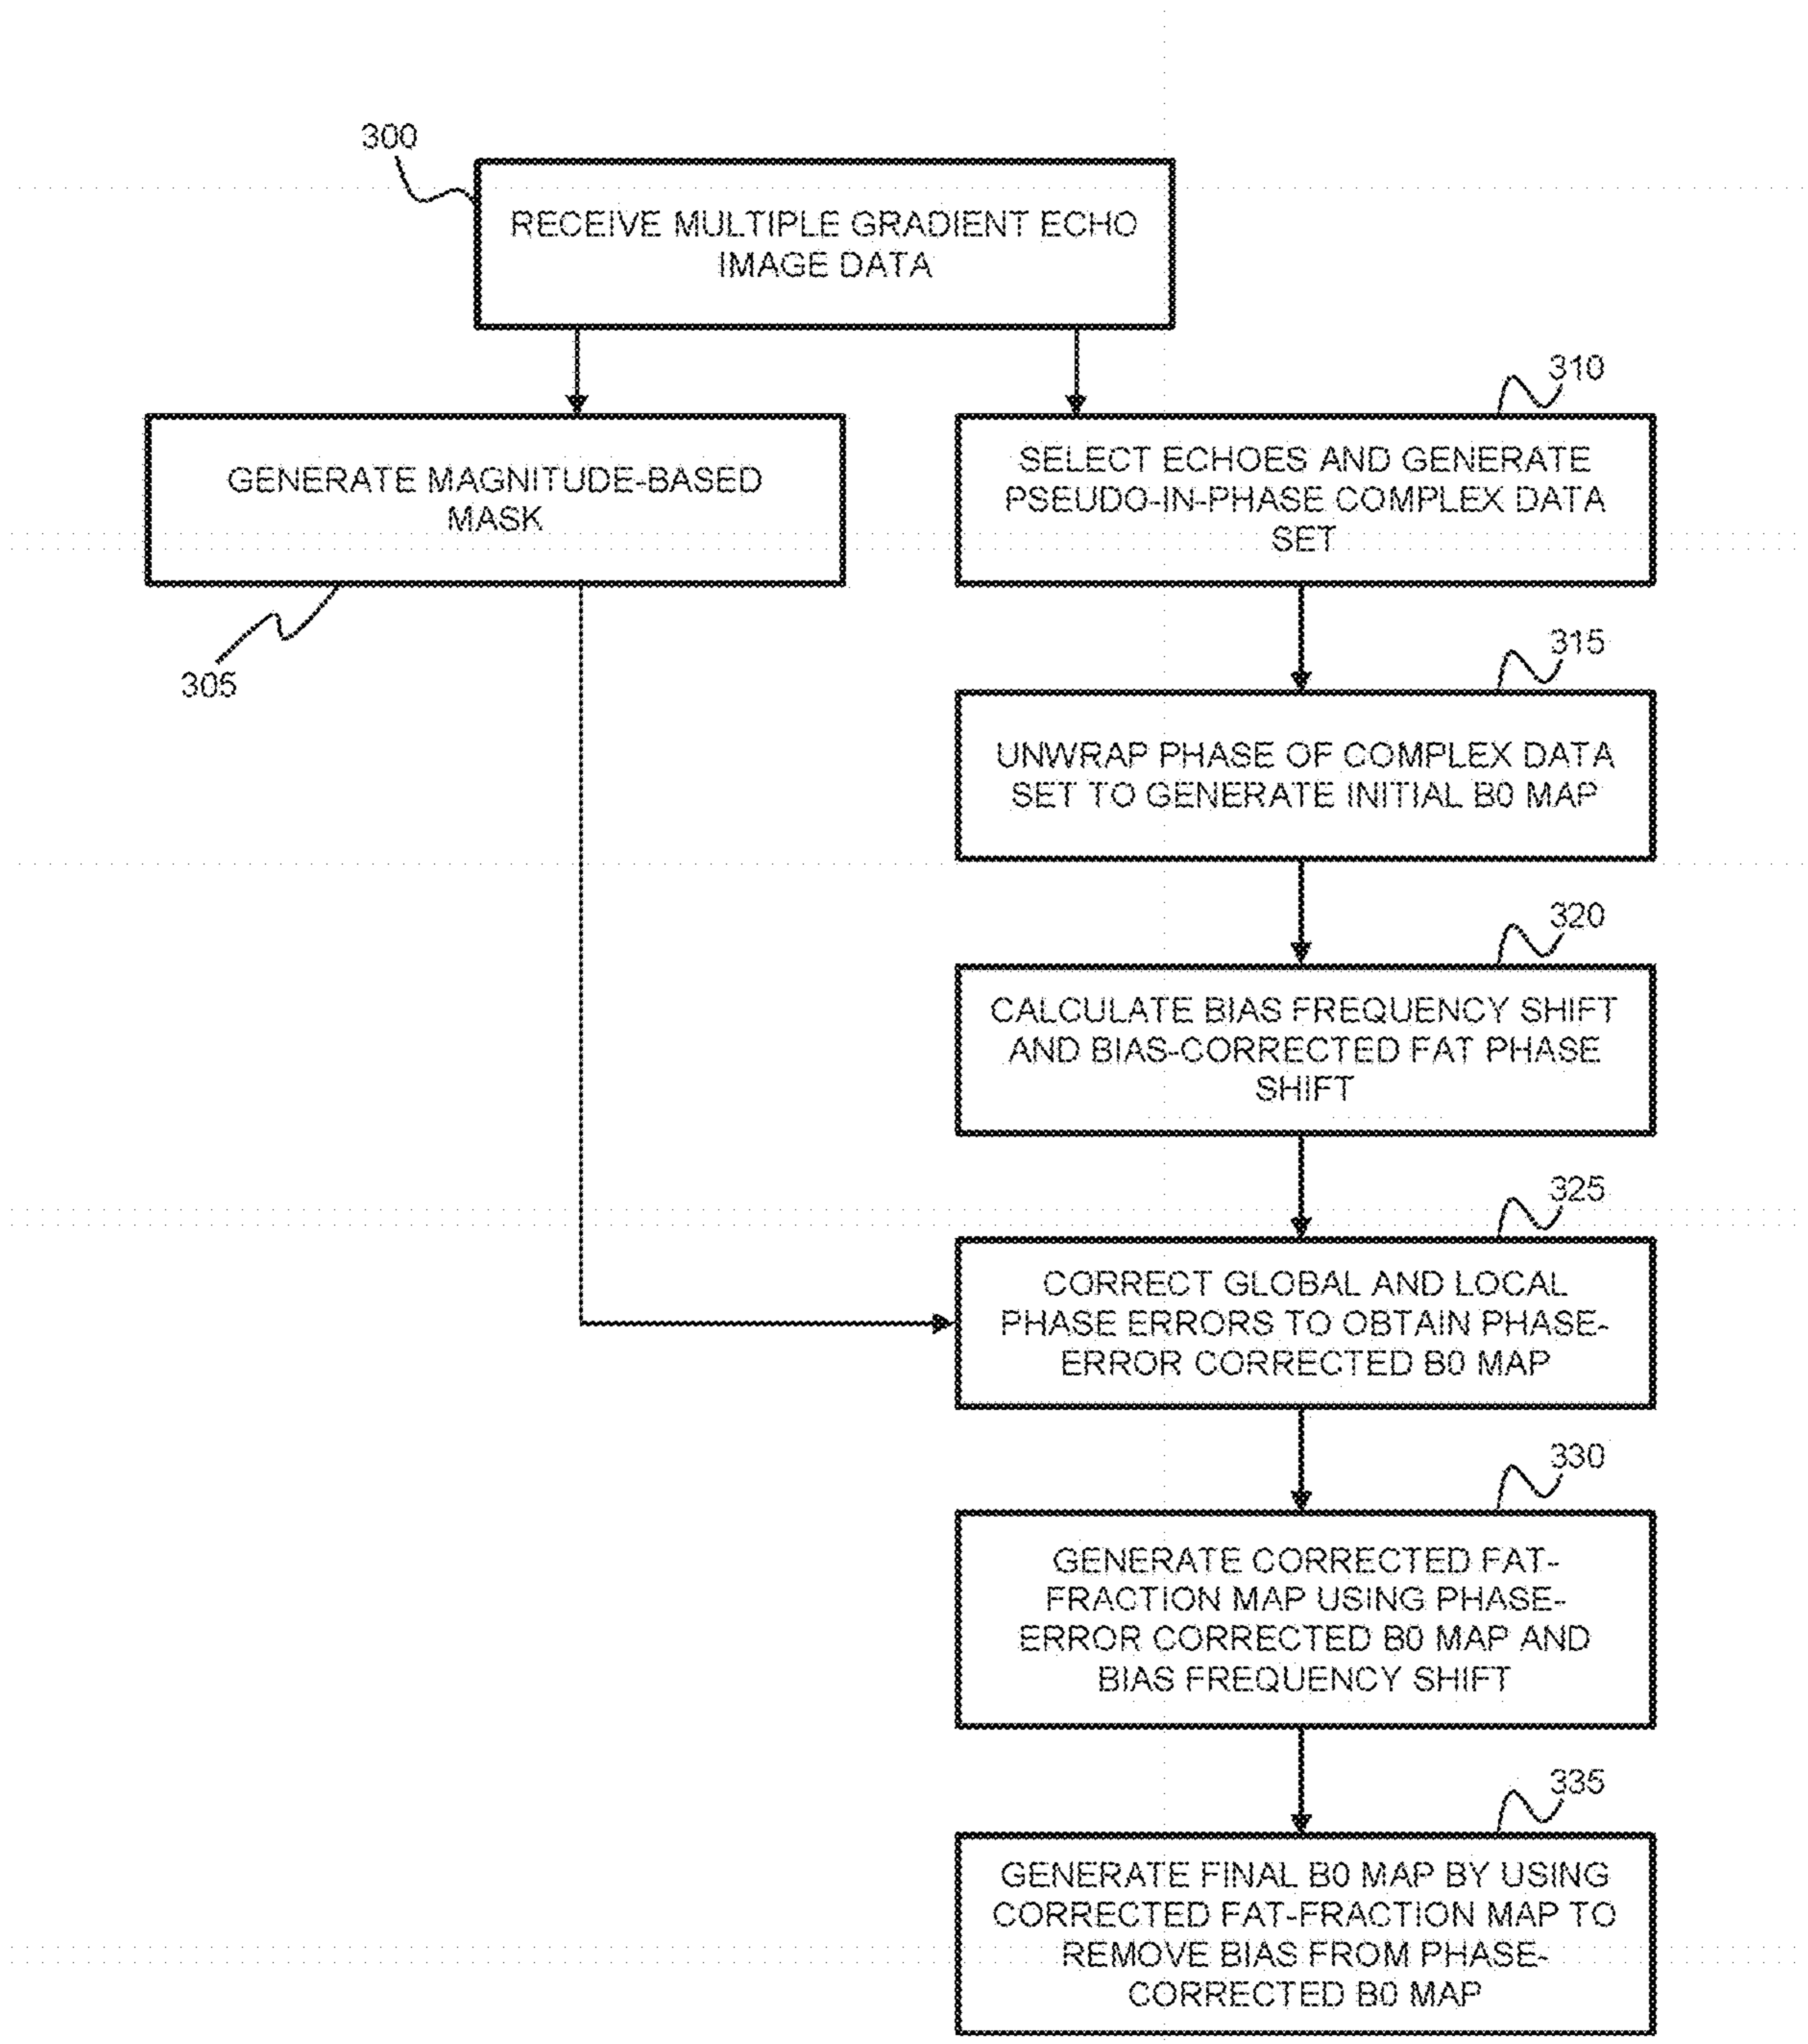 300
RECEIVE MULTIPLE GRADIENT ECHO
IMAGE DATA
310
GENERATE MAGNITUDE-BASED
MASK
305
SELECT ECHOES AND GENERATE
PSEUDO-IN-PHASE COMPLEX DATA
SET
315
UNWRAP PHASE OF COMPLEX DATA
SET TO GENERATE INITIAL B0 MAP
320
CALCULATE BIAS FREQUENCY SHIFT
AND BIAS-CORRECTED FAT PHASE
SHIFT
325
CORRECT GLOBAL AND LOCAL
PHASE ERRORS TO OBTAIN PHASE-
ERROR CORRECTED B0 MAP
330
GENERATE CORRECTED FAT-
FRACTION MAP USING PHASE-
ERROR CORRECTED B0 MAP AND
BIAS FREQUENCY SHIFT
335
GENERATE FINAL B0 MAP BY USING
CORRECTED FAT-FRACTION MAP TO
REMOVE BIAS FROM PHASE-
CORRECTED B0 MAP